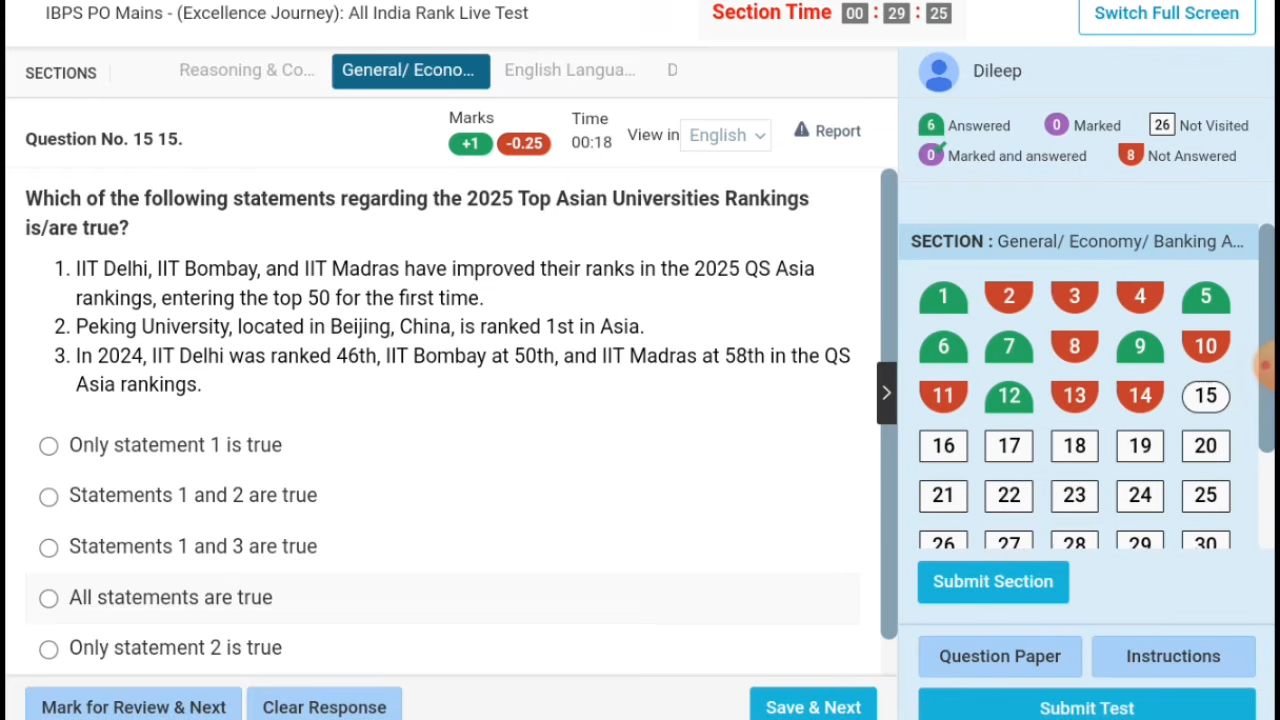 IBPS PO Mains - (Excellence Journey): All India Rank Live Test
Section Time 00 : 29 : 25
Switch Full Screen
SECTIONS
Reasoning & Co...
General/ Econo...
English Langua...
D
Dileep
6 Answered
0 Marked
26 Not Visited
0 Marked and answered
8 Not Answered
Question No. 15 15.
Marks
+1 -0.25
Time
00:18
View in English
Report
Which of the following statements regarding the 2025 Top Asian Universities Rankings
is/are true?
1. IIT Delhi, IIT Bombay, and IIT Madras have improved their ranks in the 2025 QS Asia
rankings, entering the top 50 for the first time.
2. Peking University, located in Beijing, China, is ranked 1st in Asia.
3. In 2024, IIT Delhi was ranked 46th, IIT Bombay at 50th, and IIT Madras at 58th in the QS
Asia rankings.
Only statement 1 is true
Statements 1 and 2 are true
Statements 1 and 3 are true
All statements are true
Only statement 2 is true
Mark for Review & Next
Clear Response
Save & Next
SECTION : General/ Economy/ Banking A...
1 2 3 4 5
6 7 8 9 10
11 12 13 14 15
16 17 18 19 20
21 22 23 24 25
26 27 28 29 30
Submit Section
Question Paper
Instructions
Submit Test